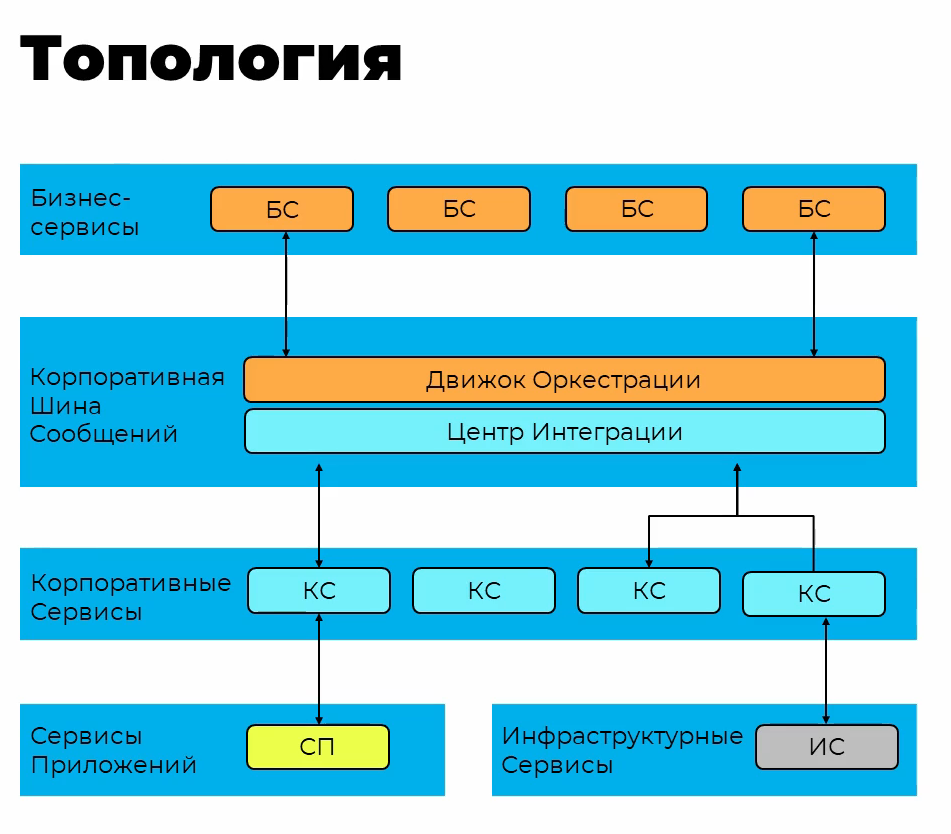 Топология
Бизнес-
сервисы
БС
БС
БС
БС
Корпоративная
Шина
Сообщений
Движок Оркестрации
Центр Интеграции
Корпоративные
Сервисы
КС
КС
КС
КС
Сервисы
Приложений
СП
Инфраструктурные
Сервисы
ИС